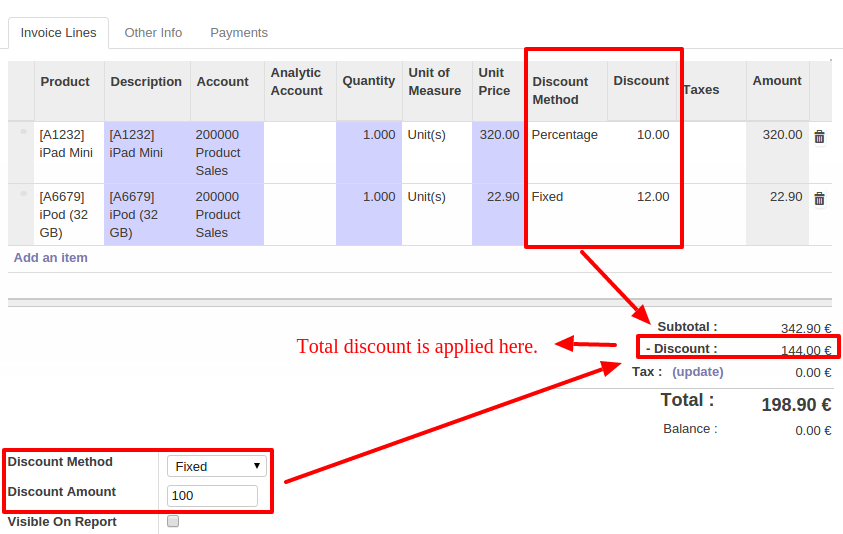 Invoice Lines Other Info Payments
Product Description Account Analytic Account Quantity Unit of Measure Unit Price Discount Method Discount Taxes Amount
[A1232] iPad Mini [A1232] iPad Mini 200000 Product Sales 1.000 Unit(s) 320.00 Percentage 10.00 320.00
[A6679] iPod (32 GB) [A6679] iPod (32 GB) 200000 Product Sales 1.000 Unit(s) 22.90 Fixed 12.00 22.90
Add an item
Subtotal : 342.90 €
Total discount is applied here.
- Discount : 144.00 €
Tax : (update) 0.00 €
Total : 198.90 €
Balance : 0.00 €
Discount Method Fixed
Discount Amount 100
Visible On Report